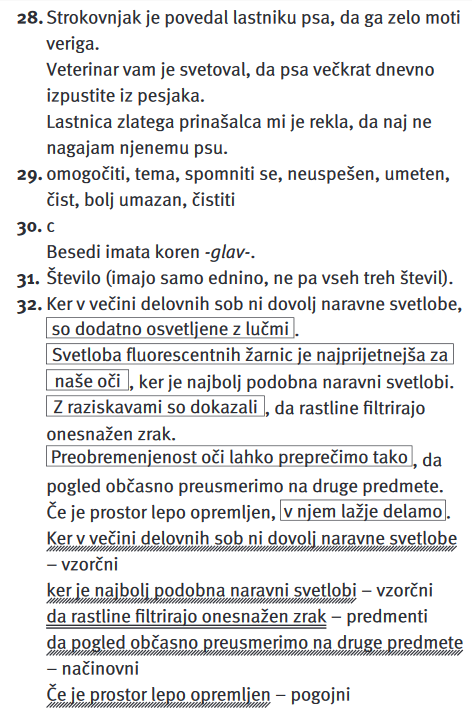 28. Strokovnjak je povedal lastniku psa, da ga zelo moti
veriga.
Veterinar vam je svetoval, da psa večkrat dnevno
izpustite iz pesjaka.
Lastnica zlatega prinašalca mi je rekla, da naj ne
nagajam njenemu psu.
29. omogočiti, tema, spomniti se, neuspešen, umeten,
čist, bolj umazan, čistiti
30. c
Besedi imata koren -glav-.
31. Število (imajo samo ednino, ne pa vseh treh števil).
32. Ker v večini delovnih sob ni dovolj naravne svetlobe,
so dodatno osvetljene z lučmi.
Svetloba fluorescentnih žarnic je najprijetnejša za
naše oči, ker je najbolj podobna naravni svetlobi.
Z raziskavami so dokazali, da rastline filtrirajo
onesnažen zrak.
Preobremenjenost oči lahko preprečimo tako, da
pogled občasno preusmerimo na druge predmete.
Če je prostor lepo opremljen, v njem lažje delamo.
Ker v večini delovnih sob ni dovolj naravne svetlobe
– vzorčni
ker je najbolj podobna naravni svetlobi – vzorčni
da rastline filtrirajo onesnažen zrak – predmentni
da pogled občasno preusmerimo na druge predmete
– načinovni
Če je prostor lepo opremljen – pogojni